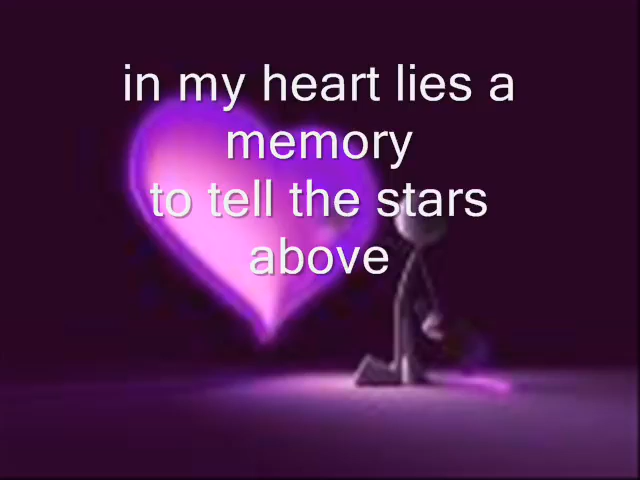 in my heart lies a
memory
to tell the stars
above